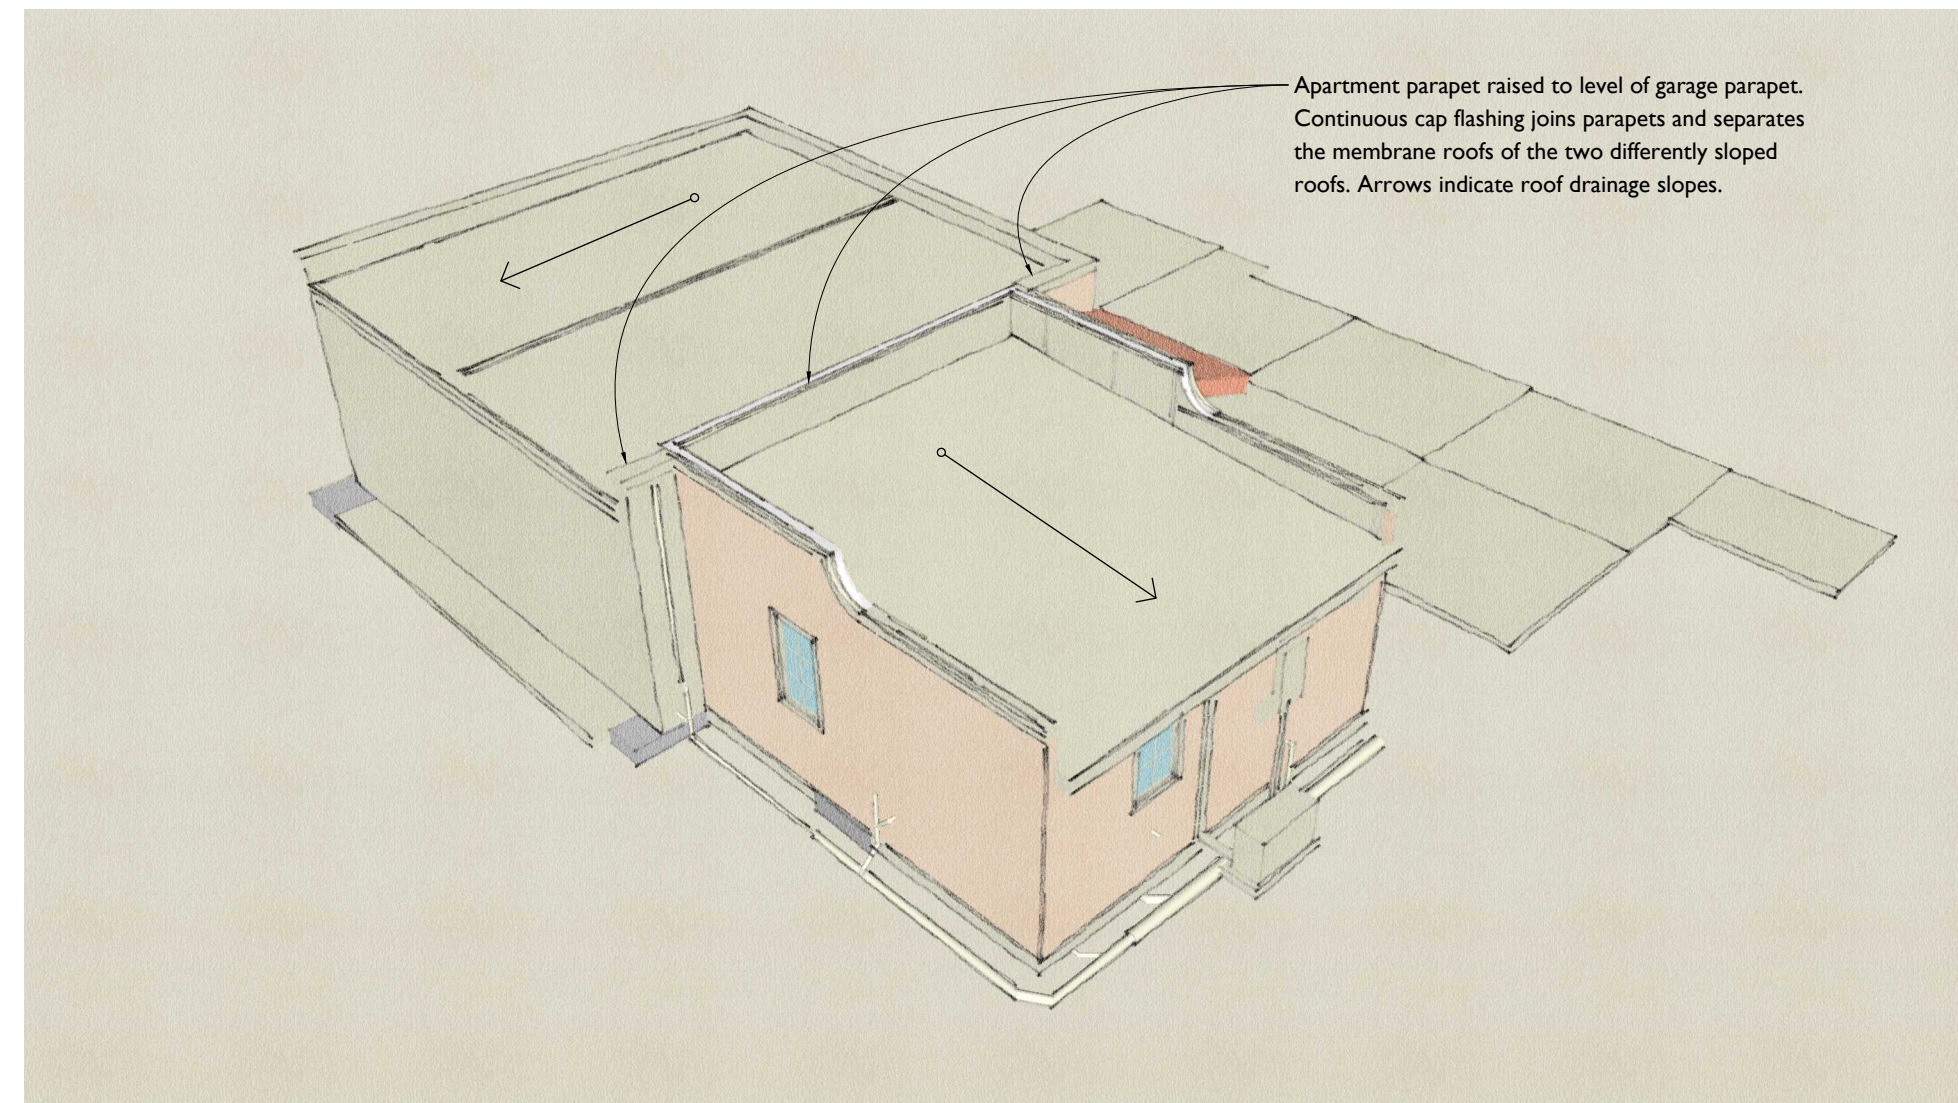 Apartment parapet raised to level of garage parapet.
Continuous cap flashing joins parapets and separates
the membrane roofs of the two differently sloped
roofs. Arrows indicate roof drainage slopes.